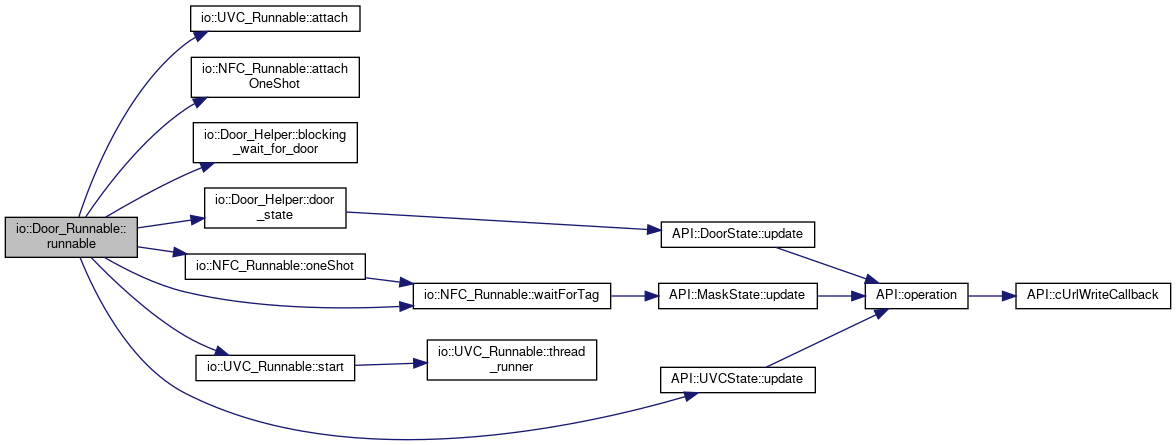 io::UVC_Runnable::attach
io::NFC_Runnable::attach
OneShot
io::Door_Helper::blocking
_wait_for_door
io::Door_Helper::door
_state
io::Door_Runnable::
runnable
API::DoorState::update
io::NFC_Runnable::oneShot
io::NFC_Runnable::waitForTag
API::MaskState::update
API::operation
API::cUrlWriteCallback
io::UVC_Runnable::start
io::UVC_Runnable::thread
_runner
API::UVCState::update